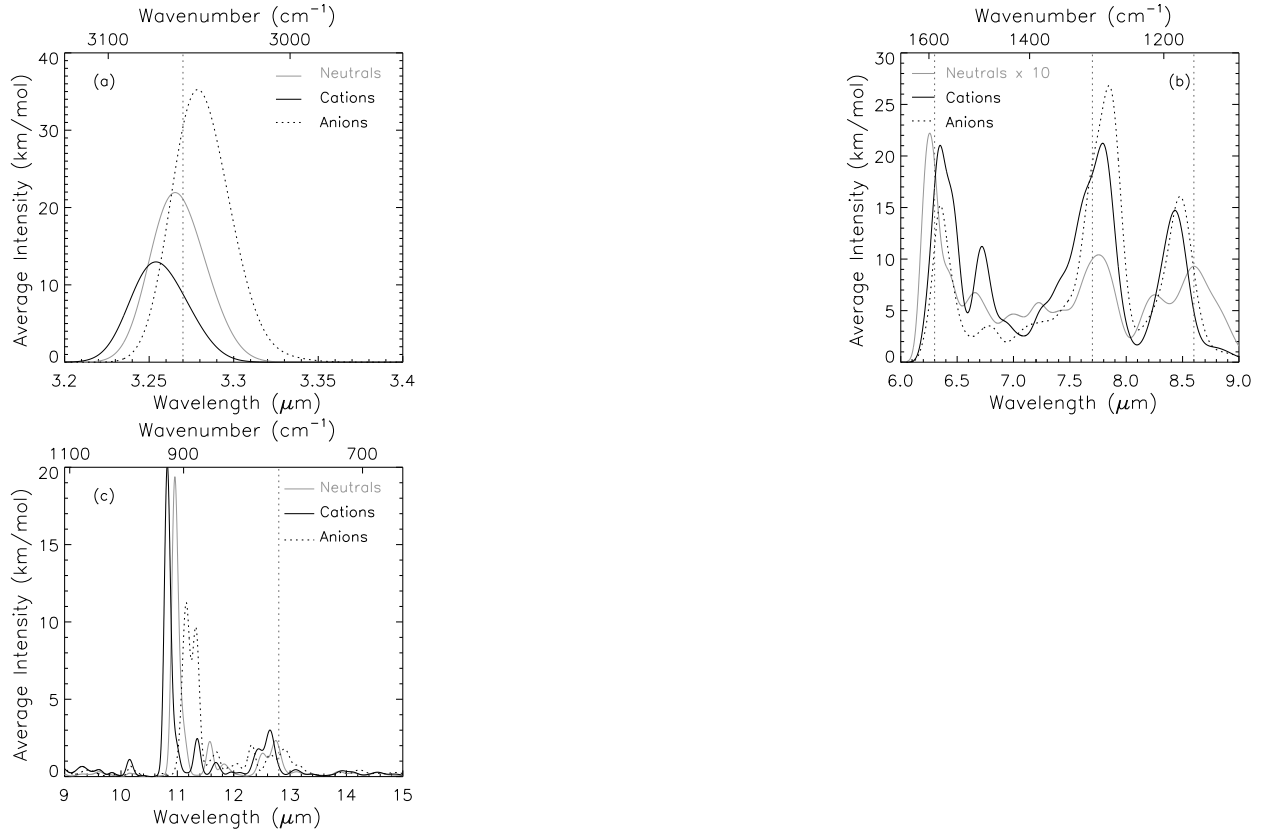 Wavenumber (cm⁻¹)
3100 3000
40
30
20
10
0
Average Intensity (km/mol)
(a)
Neutrals
Cations
Anions
3.2 3.25 3.3 3.35 3.4
Wavelength (μm)
Wavenumber (cm⁻¹)
1600 1400 1200
30
25
20
15
10
5
0
Average Intensity (km/mol)
(b)
Neutrals x 10
Cations
Anions
6.0 6.5 7.0 7.5 8.0 8.5 9.0
Wavelength (μm)
Wavenumber (cm⁻¹)
1100 900 700
20
15
10
5
0
Average Intensity (km/mol)
(c)
Neutrals
Cations
Anions
9 10 11 12 13 14 15
Wavelength (μm)